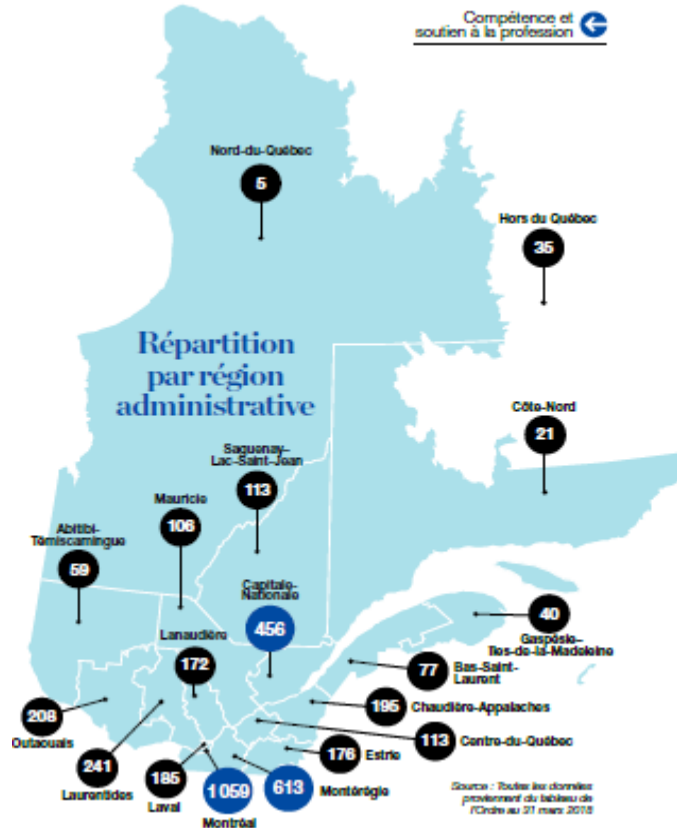 Compétence et
soutien à la profession
Nord-du-Québec
5
Hors du Québec
35
Répartition
par région
administrative
Côte-Nord
21
Saguenay–
Lac-Saint-Jean
113
Mauricie
106
Abitibi-
Témiscamingue
59
Capitale-
Nationale
456
40
Gaspésie–
Îles-de-la-Madeleine
Lanaudière
172
77
Bas-Saint-
Laurent
195
Chaudière-Appalaches
208
Outaouais
113
Centre-du-Québec
176
Estrie
241
Laurentides
185
Laval
1 059
Montréal
613
Montérégie
Source : Toutes les données
proviennent du tableau de
l'Ordre au 31 mars 2018